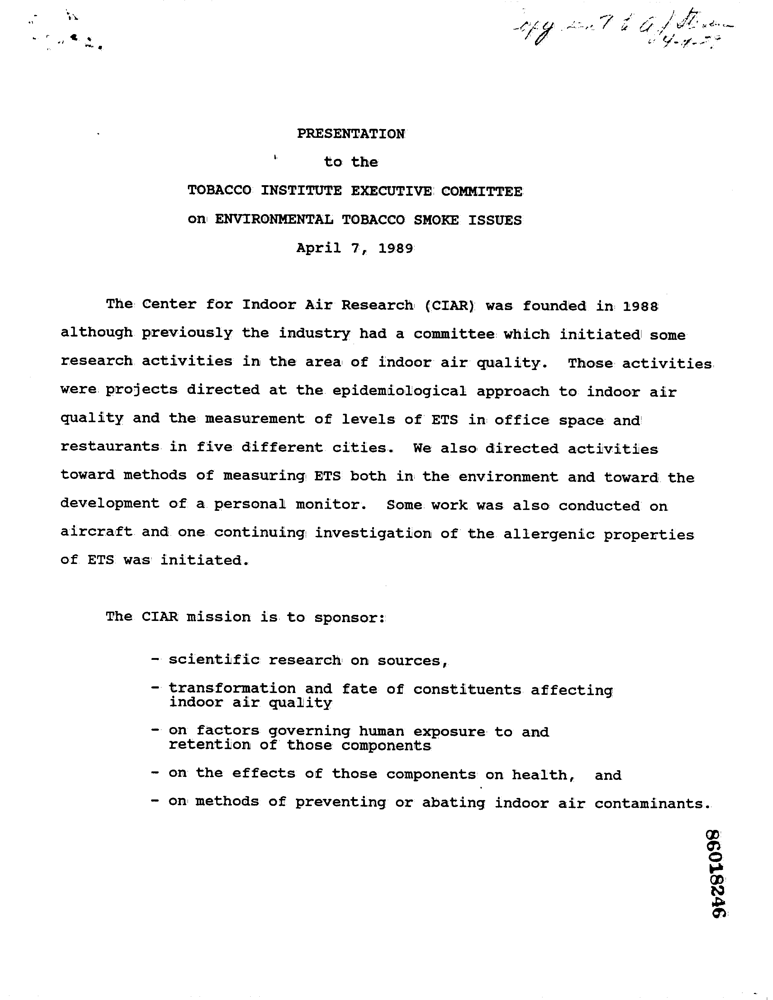 PRESENTATION
to the
TOBACCO INSTITUTE EXECUTIVE COMMITTEE
on ENVIRONMENTAL TOBACCO SMOKE ISSUES
April 7, 1989
The Center for Indoor Air Research (CIAR) was founded in 1988
although previously the industry had a committee which initiated some
research activities in the area of indoor air quality. Those activities
were projects directed at the epidemiological approach to indoor air
quality and the measurement of levels of ETS in office space and
restaurants in five different cities. We also directed activities
toward methods of measuring ETS both in the environment and toward the
development of a personal monitor. Some work was also conducted on
aircraft and one continuing investigation of the allergenic properties
of ETS was initiated.
The CIAR mission is to sponsor:
- scientific research on sources,
- transformation and fate of constituents affecting
indoor air quality
- on factors governing human exposure to and
retention of those components
- on the effects of those components on health, and
- on methods of preventing or abating indoor air contaminants.
86018246